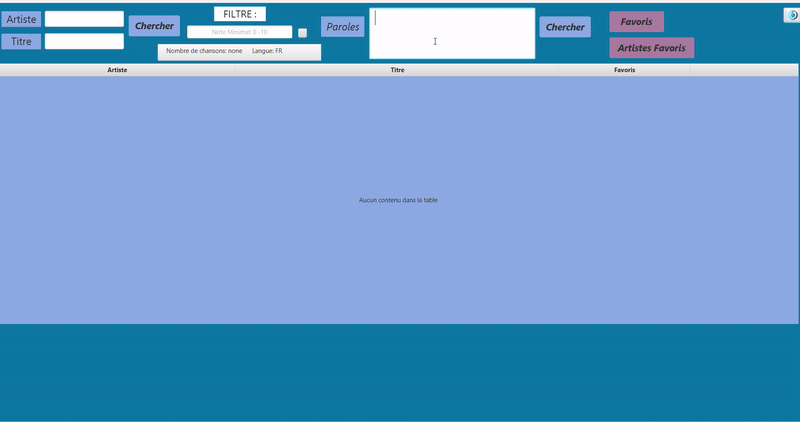 Artiste
Chercher
FILTRE :
Titre
Note Minimal: 0 -10
Nombre de chansons: none Langue: FR
Paroles
Chercher
Favoris
Artistes Favoris
Artiste Titre Favoris
Aucun contenu dans la table